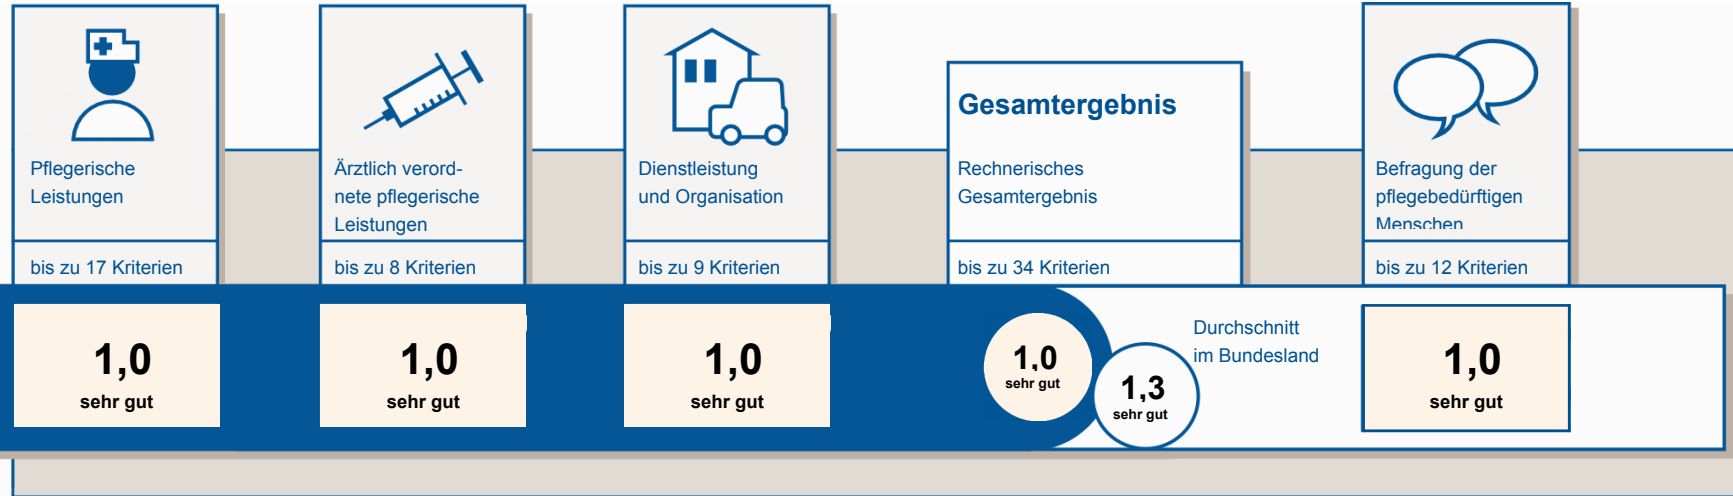 Pflegerische
Leistungen
bis zu 17 Kriterien
1,0
sehr gut
Ärztlich verord-
nete pflegerische
Leistungen
bis zu 8 Kriterien
1,0
sehr gut
Dienstleistung
und Organisation
bis zu 9 Kriterien
1,0
sehr gut
Gesamtergebnis
Rechnerisches
Gesamtergebnis
bis zu 34 Kriterien
1,0
sehr gut
1,3
sehr gut
Durchschnitt
im Bundesland
Befragung der
pflegebedürftigen
Menschen
bis zu 12 Kriterien
1,0
sehr gut